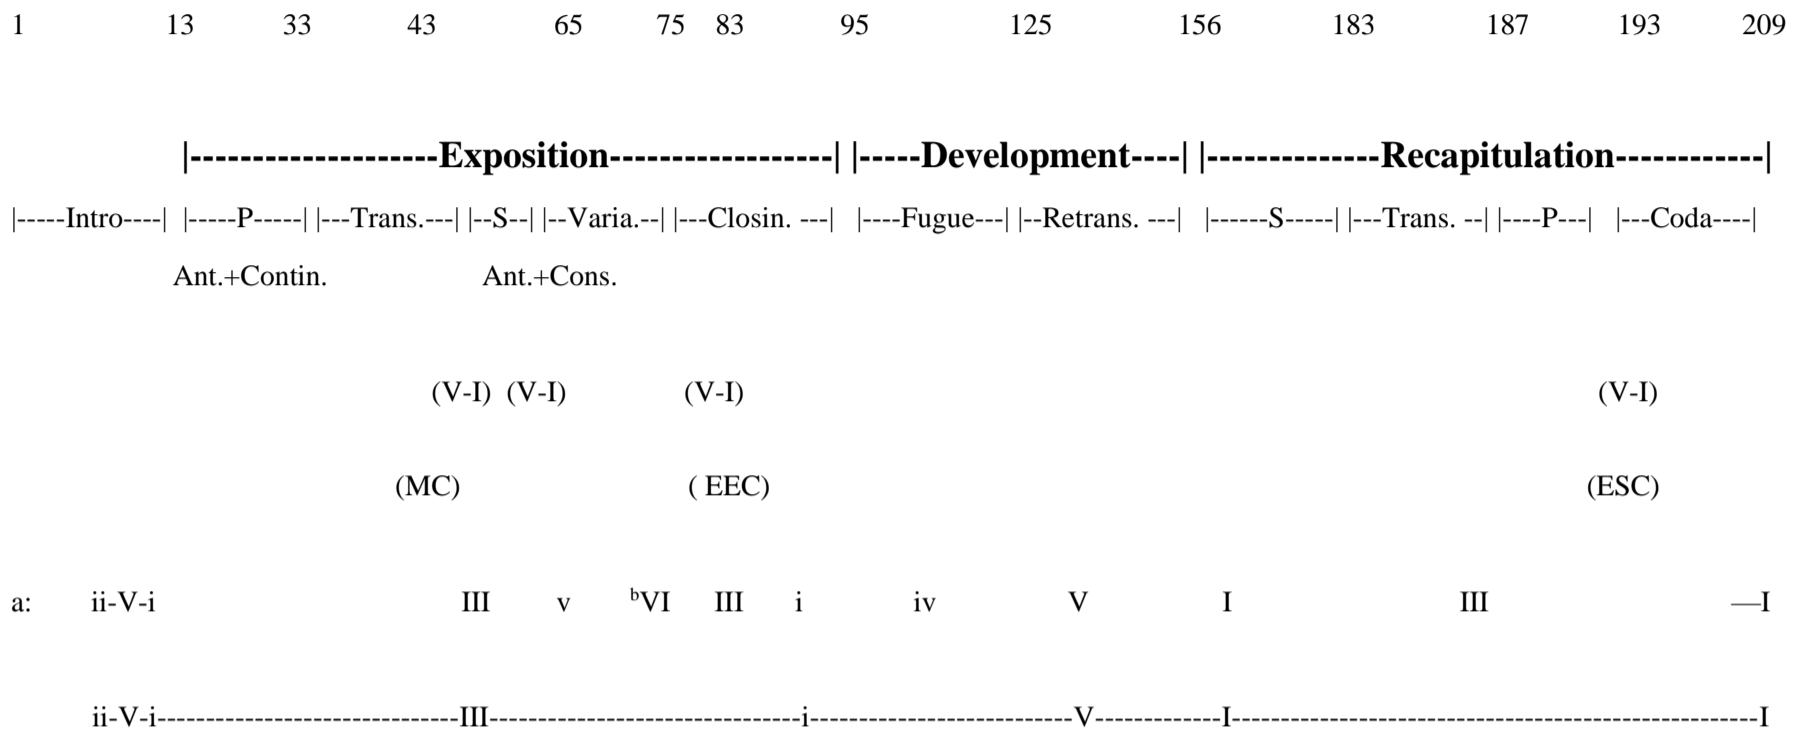 1 13 33 43 65 75 83 95 125 156 183 187 193 209
|--------------------Exposition------------------| |-----Development----| |--------------Recapitulation------------|
|-----Intro----| |-----P-----| |---Trans.---| |--S--| |--Varia.--| |---Closin. ---| |----Fugue---| |--Retrans. ---| |------S-----| |---Trans. --| |----P---| |---Coda----|
Ant.+Contin. Ant.+Cons.
(V-I) (V-I) (V-I) (V-I)
(MC) ( EEC) (ESC)
a: ii-V-i III v ᵇVI III i iv V I III —I
ii-V-i-------------------------------III--------------------------------i---------------------------V-------------I------------------------------------------------------I